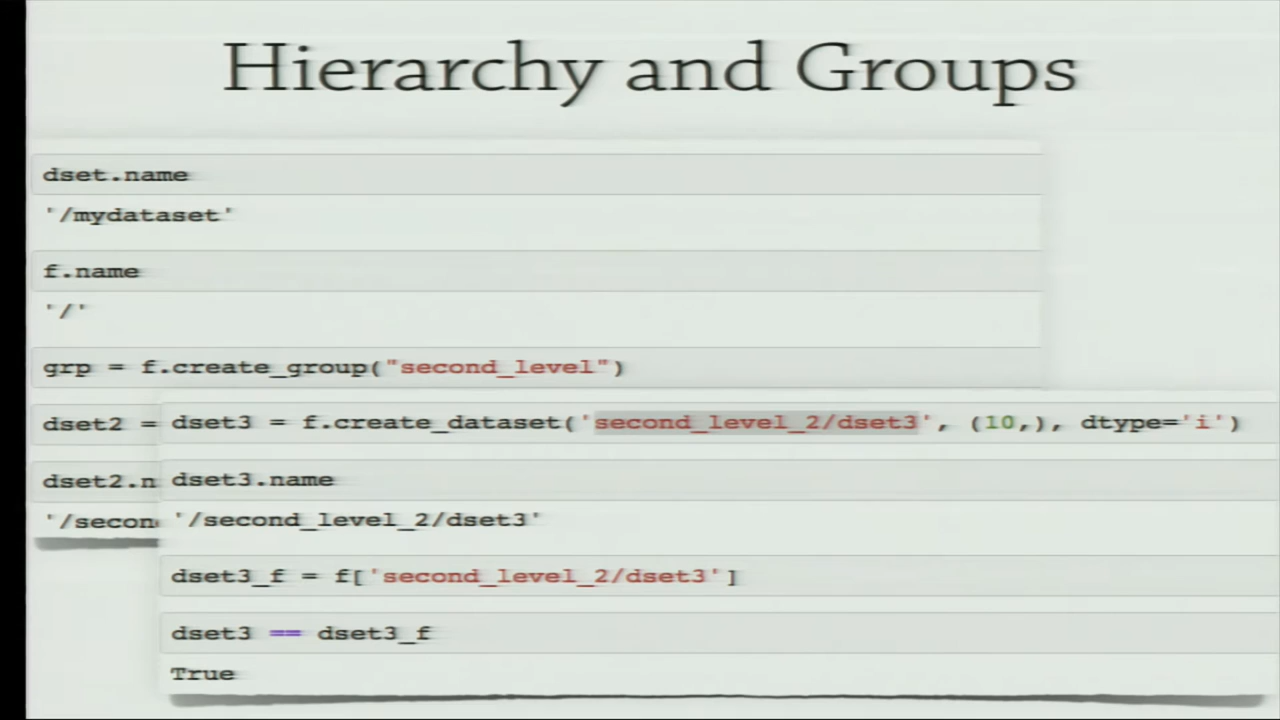 Hierarchy and Groups
dset.name
'/mydataset'
f.name
'/'
grp = f.create_group("second_level")
dset2 =
dset2.n
'/secon
dset3 = f.create_dataset('second_level_2/dset3', (10,), dtype='i')
dset3.name
'/second_level_2/dset3'
dset3_f = f['second_level_2/dset3']
dset3 == dset3_f
True